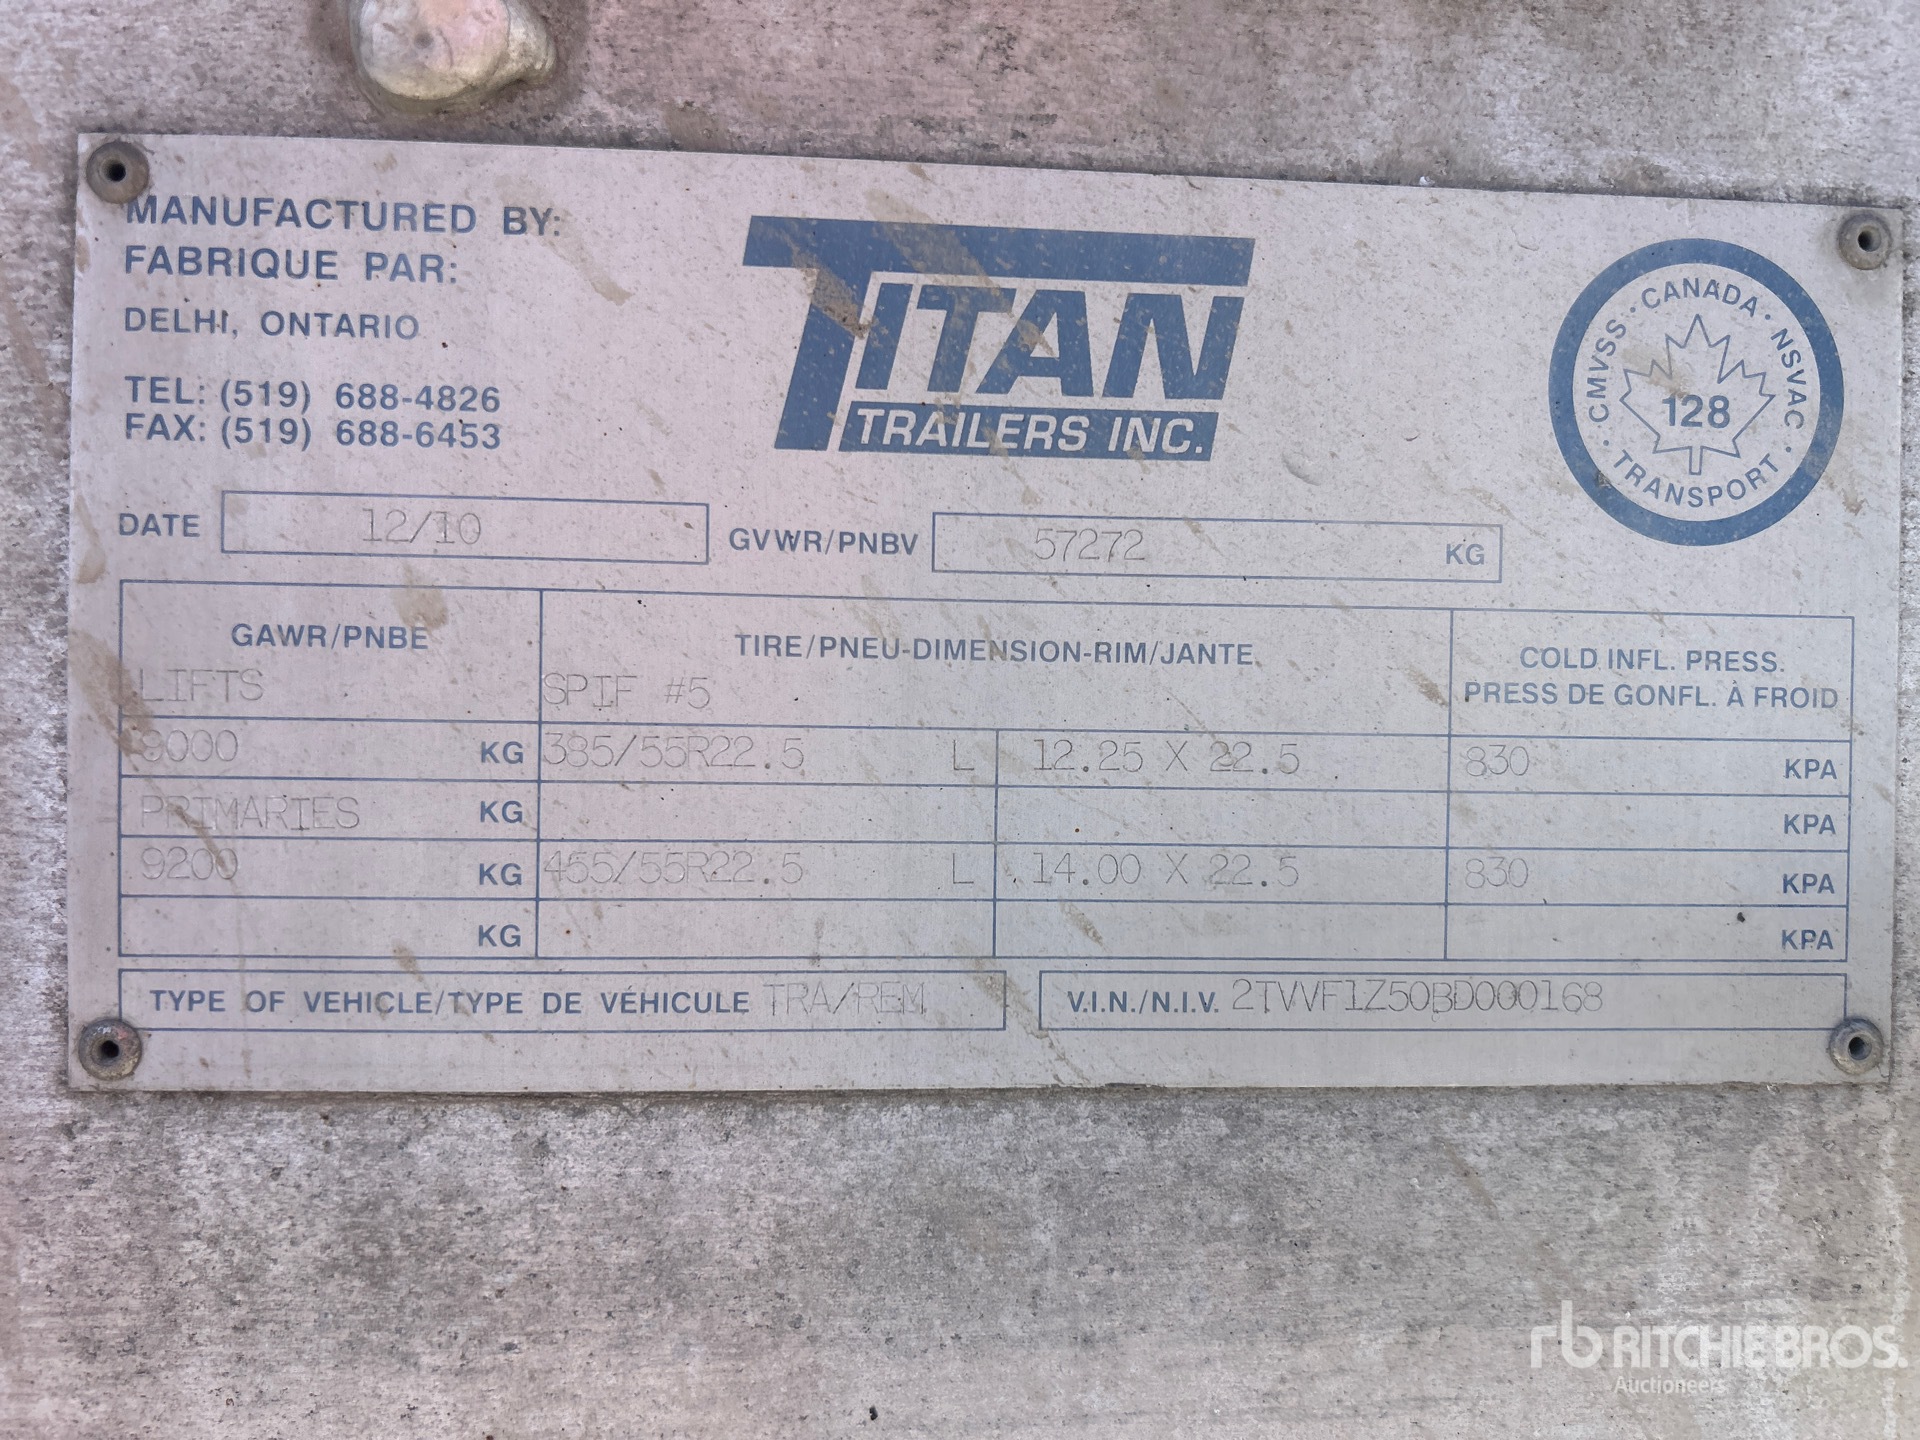 MANUFACTURED BY:
FABRIQUE PAR:
DELHI, ONTARIO
TEL: (519) 688-4826
FAX: (519) 688-6453
TITAN
TRAILERS INC.
CMVSS · CANADA · NSVAC · TRANSPORT ·
128
DATE 12/10 GVWR/PNBV 57272 KG
GAWR/PNBE TIRE/PNEU-DIMENSION-RIM/JANTE COLD INFL. PRESS.
PRESS DE GONFL. À FROID
LIFTS SPIF #5
9000 KG 385/55R22.5 L 12.25 X 22.5 830 KPA
PRIMARIES KG KPA
9200 KG 455/55R22.5 L 14.00 X 22.5 830 KPA
KG KPA
TYPE OF VEHICLE/TYPE DE VÉHICULE TRA/REM V.I.N./N.I.V. 2TVVF1Z50BD000168
rb RITCHIE BROS.
Auctioneers